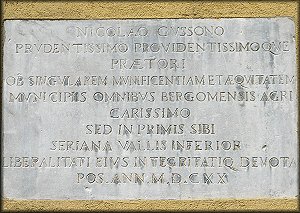 NICOLAO GVSSONO
PRVDENTISSIMO PROVIDENTISSIMOQVE
PRÆTORI
OB SINGVLAREM MVNIFICENTIAM ET ÆQVITATEM
MVNICIPIIS OMNIBVS BERGOMENSIS AGRI
CARISSIMO
SED IN PRIMIS SIBI
SERIANA VALLIS INFERIOR
LIBERALITATI EIVS INTEGRITATIQ DEVOTA
POS. ANN. M.D.CXX